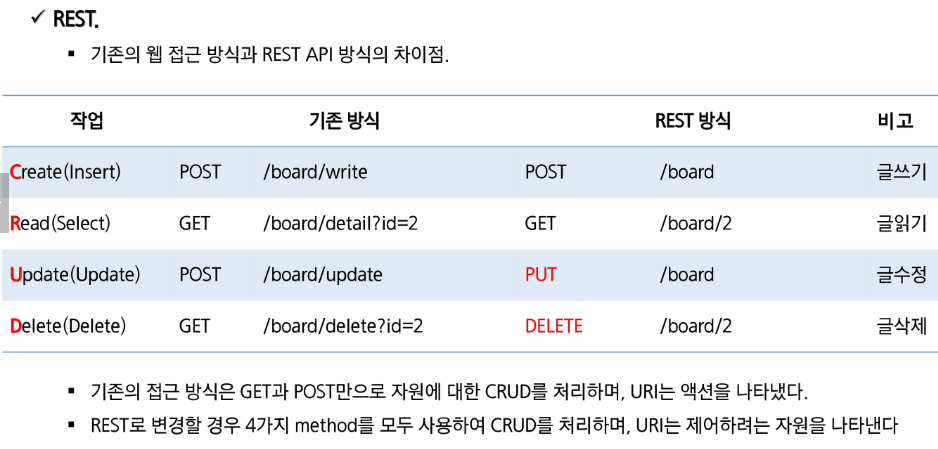 ✓ REST.
▪ 기존의 웹 접근 방식과 REST API 방식의 차이점.
작업 기존 방식 REST 방식 비고
Create(Insert) POST /board/write POST /board 글쓰기
Read(Select) GET /board/detail?id=2 GET /board/2 글읽기
Update(Update) POST /board/update PUT /board 글수정
Delete(Delete) GET /board/delete?id=2 DELETE /board/2 글삭제
▪ 기존의 접근 방식은 GET과 POST만으로 자원에 대한 CRUD를 처리하며, URI는 액션을 나타냈다.
▪ REST로 변경할 경우 4가지 method를 모두 사용하여 CRUD를 처리하며, URI는 제어하려는 자원을 나타낸다